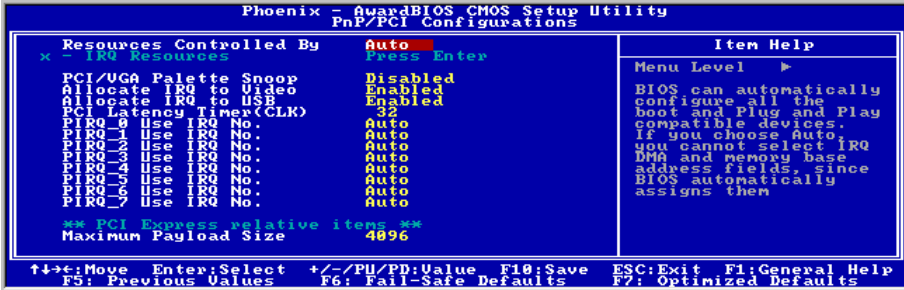 Phoenix - AwardBIOS CMOS Setup Utility
PnP/PCI Configurations
Resources Controlled By Auto
x - IRQ Resources Press Enter
PCI/VGA Palette Snoop Disabled
Allocate IRQ to Video Enabled
Allocate IRQ to USB Enabled
PCI Latency Timer(CLK) 32
PIRQ_0 Use IRQ No. Auto
PIRQ_1 Use IRQ No. Auto
PIRQ_2 Use IRQ No. Auto
PIRQ_3 Use IRQ No. Auto
PIRQ_4 Use IRQ No. Auto
PIRQ_5 Use IRQ No. Auto
PIRQ_6 Use IRQ No. Auto
PIRQ_7 Use IRQ No. Auto
** PCI Express relative items **
Maximum Payload Size 4096
Item Help
Menu Level ▶
BIOS can automatically
configure all the
boot and Plug and Play
compatible devices.
If you choose Auto,
you cannot select IRQ
DMA and memory base
address fields, since
BIOS automatically
assigns them
↑↓→←:Move Enter:Select +/-/PU/PD:Value F10:Save ESC:Exit F1:General Help
F5: Previous Values F6: Fail-Safe Defaults F7: Optimized Defaults